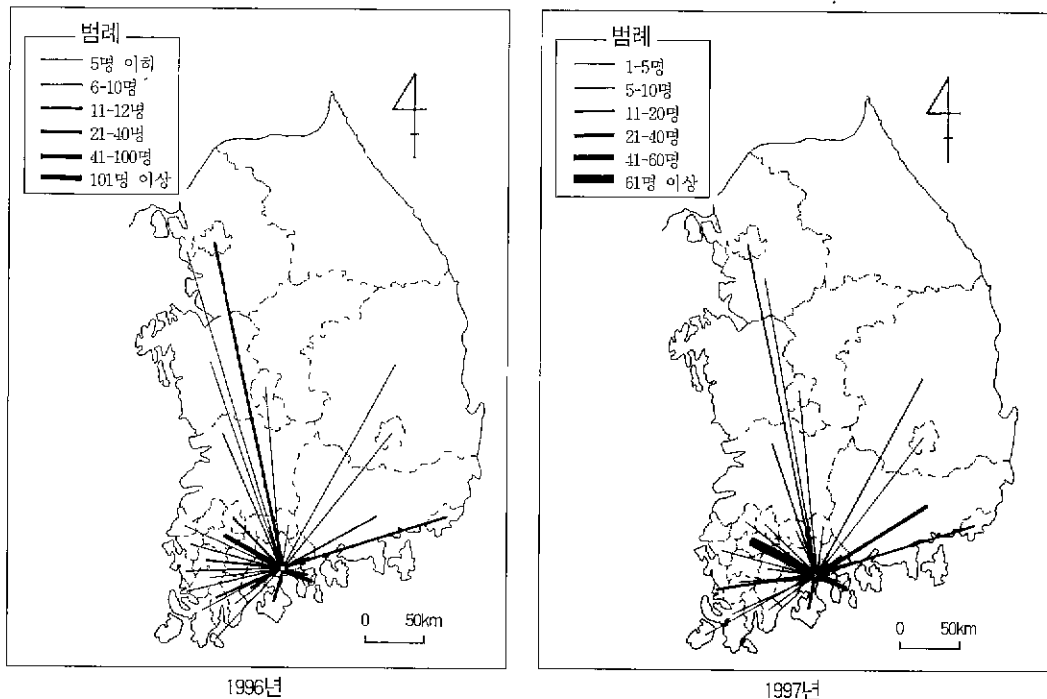 범례
5명 이하
6-10명
11-12명
21-40명
41-100명
101명 이상
0 50km
1996년
범례
1-5명
5-10명
11-20명
21-40명
41-60명
61명 이상
0 50km
1997년